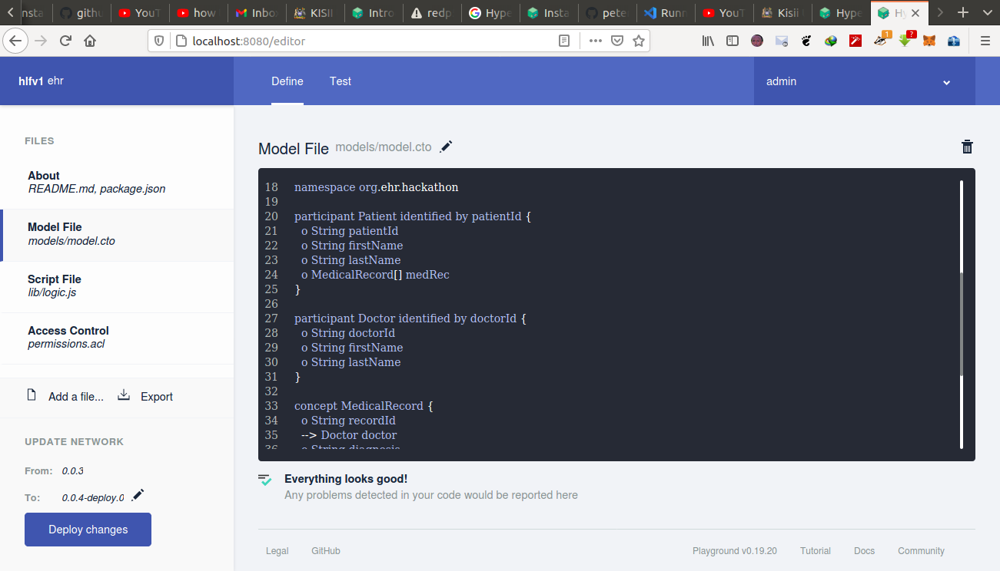 nsta githu YouT how Inbo KISII Intro redp Hype Insta pete Runn YouT Kisii Hype Hy
localhost:8080/editor
1 ?
hlfv1 ehr Define Test admin
FILES
Model File models/model.cto
About
README.md, package.json
Model File
models/model.cto
Script File
lib/logic.js
Access Control
permissions.acl
Add a file... Export
UPDATE NETWORK
From: 0.0.3
To: 0.0.4-deploy.0
Deploy changes
18 namespace org.ehr.hackathon
19
20 participant Patient identified by patientId {
21 o String patientId
22 o String firstName
23 o String lastName
24 o MedicalRecord[] medRec
25 }
26
27 participant Doctor identified by doctorId {
28 o String doctorId
29 o String firstName
30 o String lastName
31 }
32
33 concept MedicalRecord {
34 o String recordId
35 --> Doctor doctor
36 o String diagnosis
Everything looks good!
Any problems detected in your code would be reported here
Legal GitHub Playground v0.19.20 Tutorial Docs Community